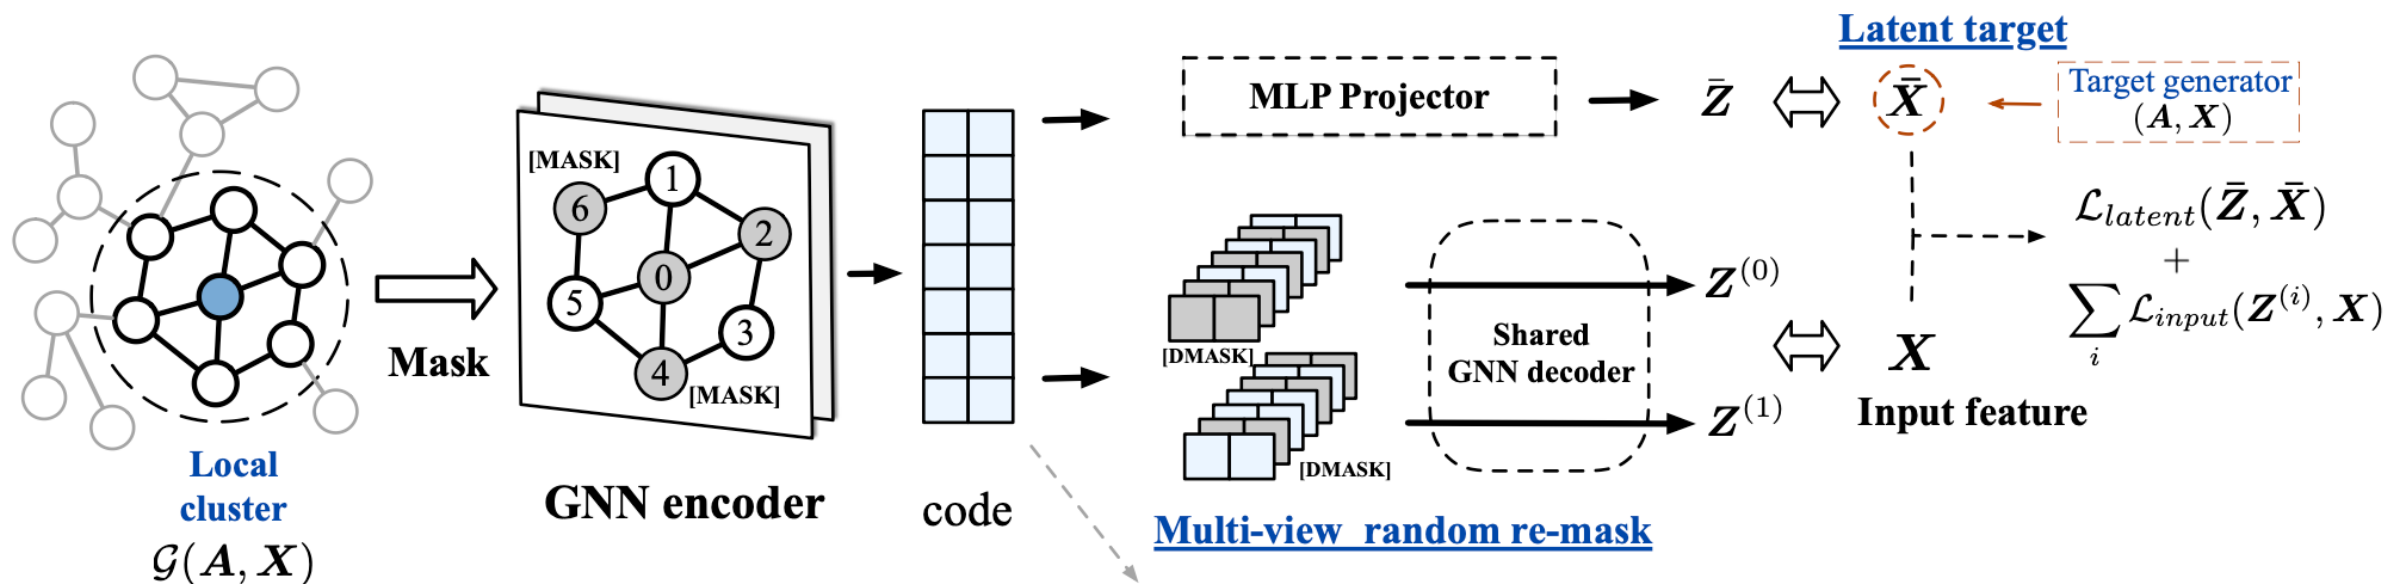 Local
cluster
𝒢(A, X)
Mask
[MASK]
6
1
2
0
5
3
4
[MASK]
GNN encoder
code
MLP Projector
Z̄
X̄
Latent target
Target generator
(A, X)
[DMASK]
[DMASK]
Shared
GNN decoder
Multi-view random re-mask
Z⁽⁰⁾
Z⁽¹⁾
X
Input feature
ℒ_latent(Z̄, X̄)
+
∑_i ℒ_input(Z⁽ⁱ⁾, X)